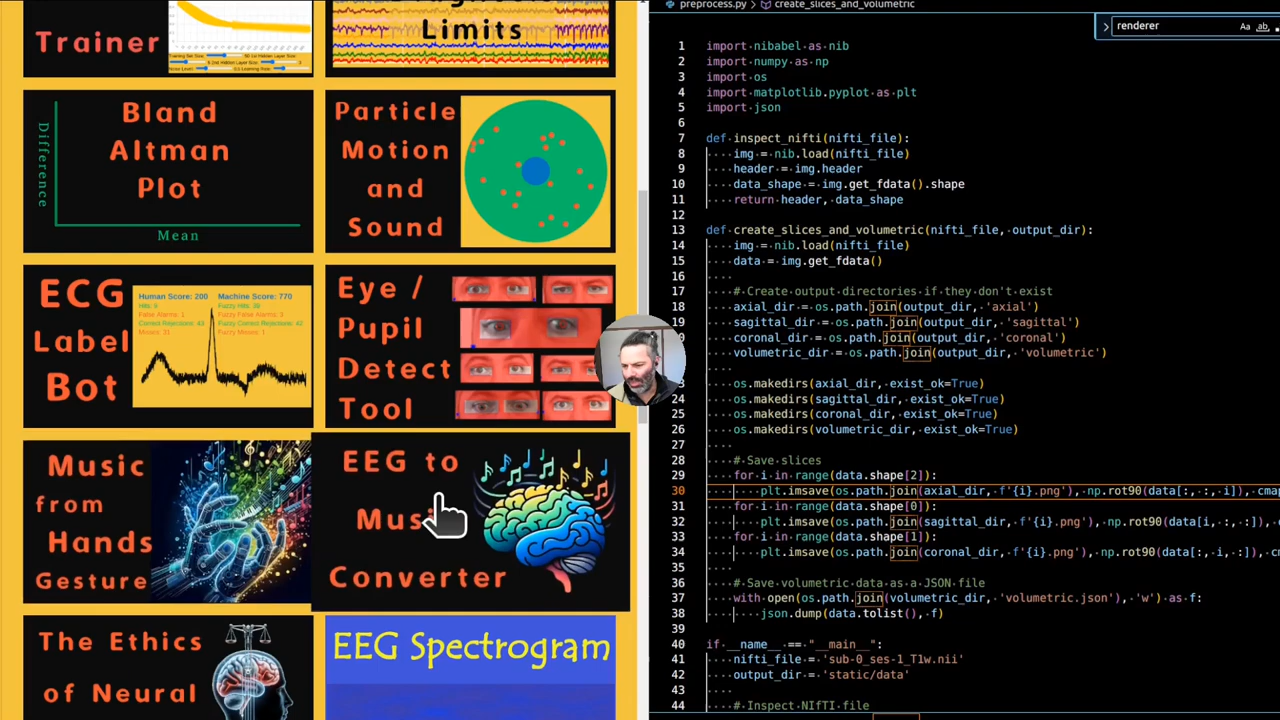 Trainer
Limits
Difference
Bland
Altman
Plot
Mean
Particle
Motion
and
Sound
ECG
Label
Bot
Human Score: 200
Machine Score: 770
Eye /
Pupil
Detect
Tool
Music
from
Hands
Gesture
EEG to
Converter
The Ethics
of Neural
EEG Spectrogram
preprocess.py > create_slices_and_volumetric
renderer
1 import nibabel as nib
2 import numpy as np
3 import os
4 import matplotlib.pyplot as plt
5 import json
6
7 def inspect_nifti(nifti_file):
8 img = nib.load(nifti_file)
9 header = img.header
10 data_shape = img.get_fdata().shape
11 return header, data_shape
12
13 def create_slices_and_volumetric(nifti_file, output_dir):
14 img = nib.load(nifti_file)
15 data = img.get_fdata()
16
17 # Create output directories if they don't exist
18 axial_dir = os.path.join(output_dir, 'axial')
19 sagittal_dir = os.path.join(output_dir, 'sagittal')
20 coronal_dir = os.path.join(output_dir, 'coronal')
volumetric_dir = os.path.join(output_dir, 'volumetric')
os.makedirs(axial_dir, exist_ok=True)
24 os.makedirs(sagittal_dir, exist_ok=True)
25 os.makedirs(coronal_dir, exist_ok=True)
26 os.makedirs(volumetric_dir, exist_ok=True)
27
28 # Save slices
29 for i in range(data.shape[2]):
30 plt.imsave(os.path.join(axial_dir, f'{i}.png'), np.rot90(data[:, :, i]), cmap
31 for i in range(data.shape[0]):
32 plt.imsave(os.path.join(sagittal_dir, f'{i}.png'), np.rot90(data[i, :, :]),
33 for i in range(data.shape[1]):
34 plt.imsave(os.path.join(coronal_dir, f'{i}.png'), np.rot90(data[:, i, :]),
35
36 # Save volumetric data as a JSON file
37 with open(os.path.join(volumetric_dir, 'volumetric.json'), 'w') as f:
38 json.dump(data.tolist(), f)
39
40 if __name__ == "__main__":
41 nifti_file = 'sub-0_ses-1_T1w.nii'
42 output_dir = 'static/data'
43
44 # Inspect NIfTI file